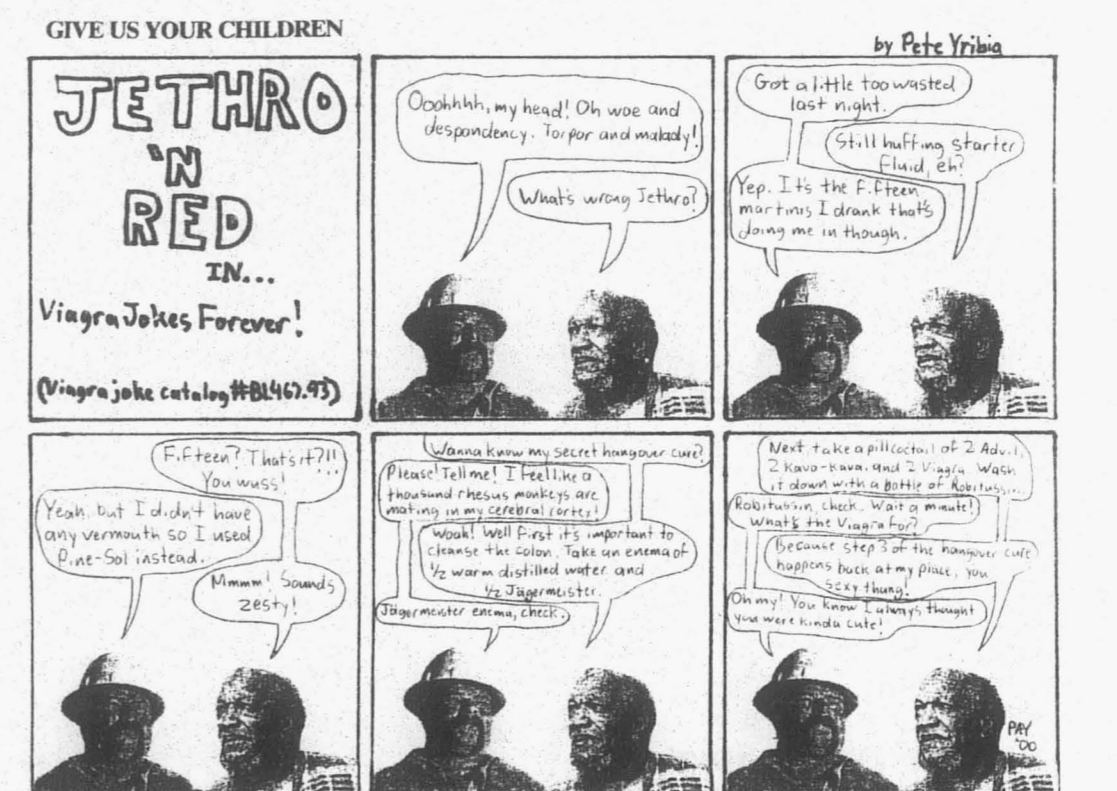 GIVE US YOUR CHILDREN
by Pete Yribia
JETHRO
'N
RED
IN...
Viagra Jokes Forever!
(Viagra joke catalog #BL467.93)
Ooohhhh, my head! Oh woe and
despondency. Torpor and malady!
What's wrong Jethro?
Got a little too wasted
last night.
Still huffing starter
fluid, eh?
Yep. It's the fifteen
martinis I drank that's
doing me in though.
Fifteen? That's it?!!
You wuss!
Yeah, but I didn't have
any vermouth so I used
Pine-Sol instead.
Mmmm! Sounds
zesty!
Wanna know my secret hangover cure?
Please! Tell me! I feel like a
thousand rhesus monkeys are
mating in my cerebral cortex!
Woah! Well first it's important to
cleanse the colon. Take an enema of
1/2 warm distilled water and
1/2 Jägermeister.
Jägermeister enema, check.
Next, take a pill coctail of 2 Advil,
2 Kava-Kava, and 2 Viagra. Wash
it down with a bottle of Robitussin.
Robitussin, check. Wait a minute!
What's the Viagra for?
Because step 3 of the hangover cure
happens back at my place, you
sexy thang!
Oh my! You know I always thought
you were kinda cute!
PAY
'00